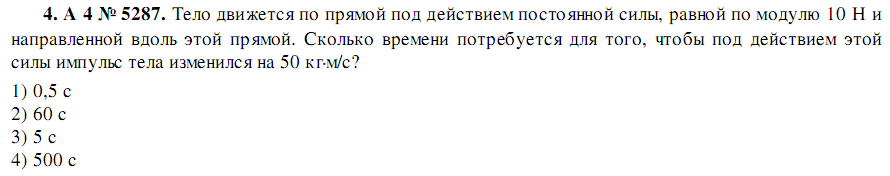 4. А 4 № 5287. Тело движется по прямой под действием постоянной силы, равной по модулю 10 Н и
направленной вдоль этой прямой. Сколько времени потребуется для того, чтобы под действием этой
силы импульс тела изменился на 50 кг·м/с?
1) 0,5 с
2) 60 с
3) 5 с
4) 500 с